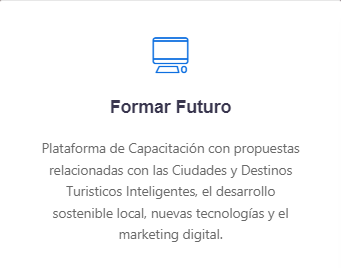 Formar Futuro
Plataforma de Capacitación con propuestas
relacionadas con las Ciudades y Destinos
Turisticos Inteligentes, el desarrollo
sostenible local, nuevas tecnologías y el
marketing digital.